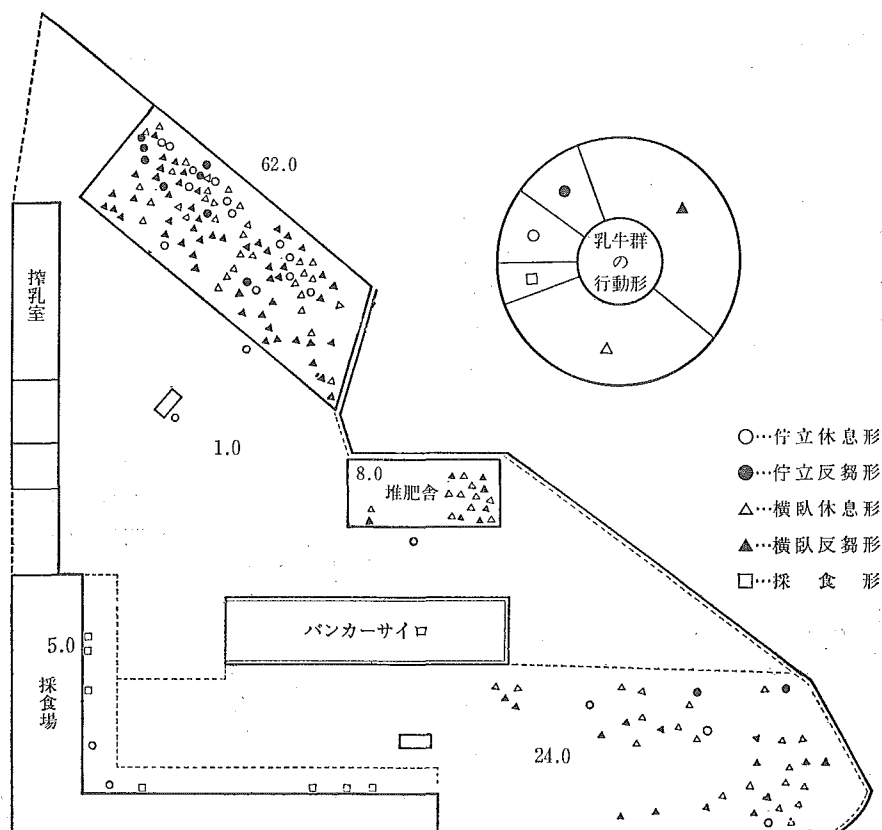 62.0
搾乳室
乳牛群
の
行動形
1.0
8.0
堆肥舎
○…佇立休息形
●…佇立反芻形
△…横臥休息形
▲…横臥反芻形
□…採食形
バンカーサイロ
5.0
採食場
24.0